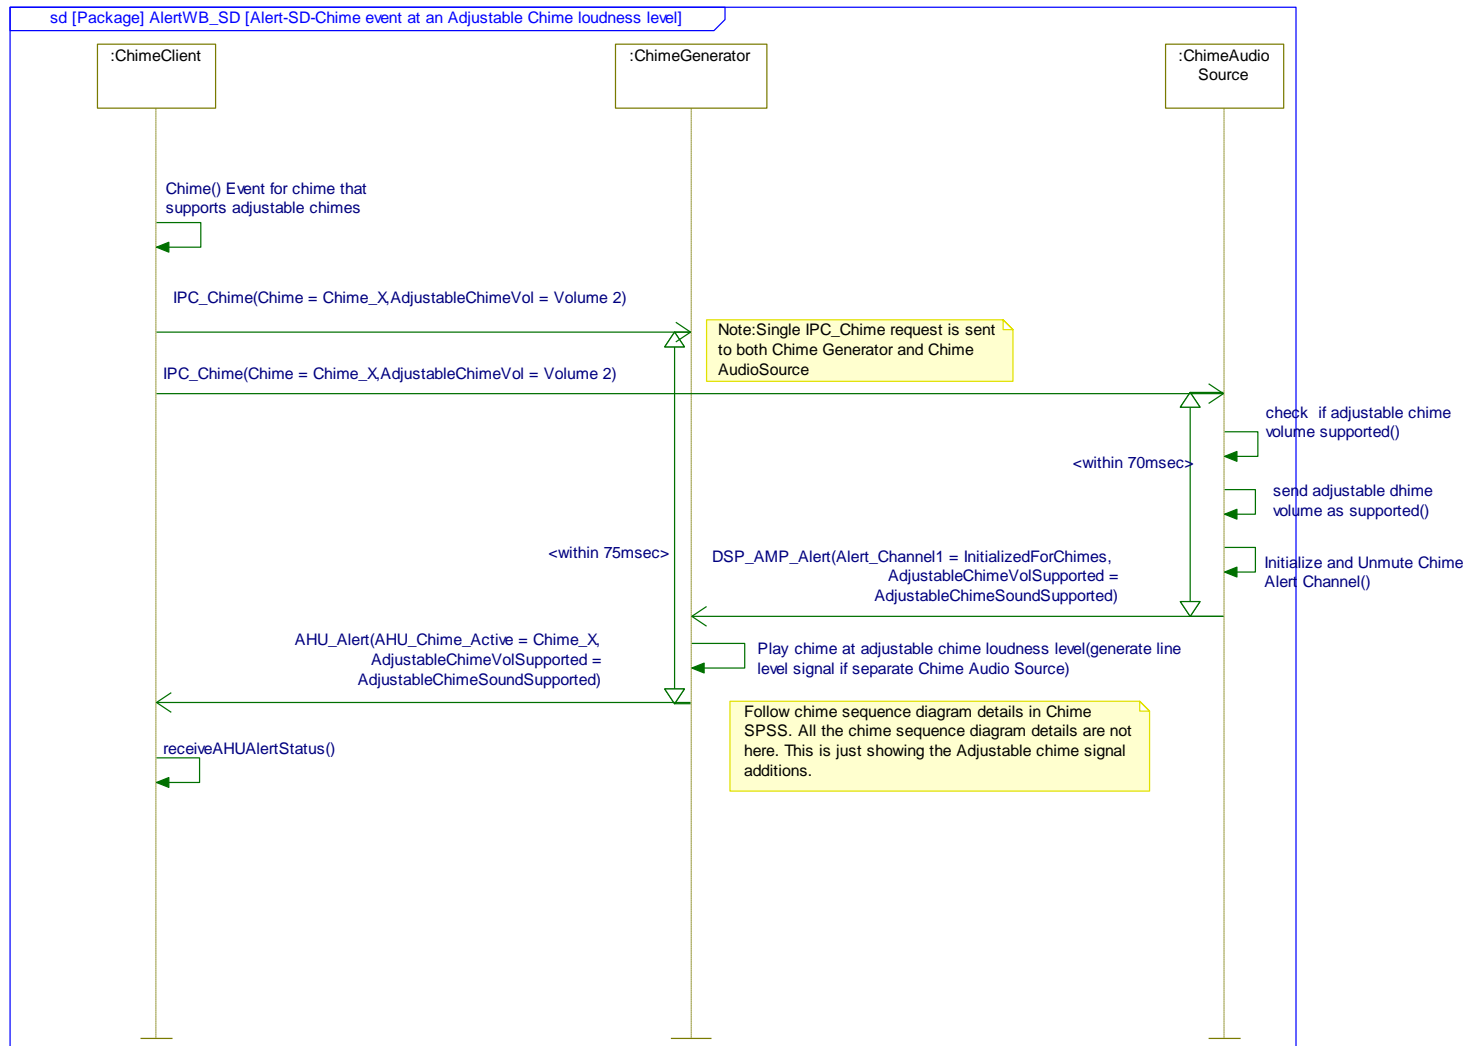 sd [Package] AlertWB_SD [Alert-SD-Chime event at an Adjustable Chime loudness level]
:ChimeClient
:ChimeGenerator
:ChimeAudio
Source
Chime() Event for chime that
supports adjustable chimes
IPC_Chime(Chime = Chime_X,AdjustableChimeVol = Volume 2)
Note:Single IPC_Chime request is sent
to both Chime Generator and Chime
AudioSource
IPC_Chime(Chime = Chime_X,AdjustableChimeVol = Volume 2)
check  if adjustable chime
volume supported()
<within 70msec>
send adjustable dhime
volume as supported()
<within 75msec>
DSP_AMP_Alert(Alert_Channel1 = InitializedForChimes,
AdjustableChimeVolSupported =
AdjustableChimeSoundSupported)
Initialize and Unmute Chime
Alert Channel()
AHU_Alert(AHU_Chime_Active = Chime_X,
AdjustableChimeVolSupported =
AdjustableChimeSoundSupported)
Play chime at adjustable chime loudness level(generate line
level signal if separate Chime Audio Source)
Follow chime sequence diagram details in Chime
SPSS. All the chime sequence diagram details are not
here. This is just showing the Adjustable chime signal
additions.
receiveAHUAlertStatus()